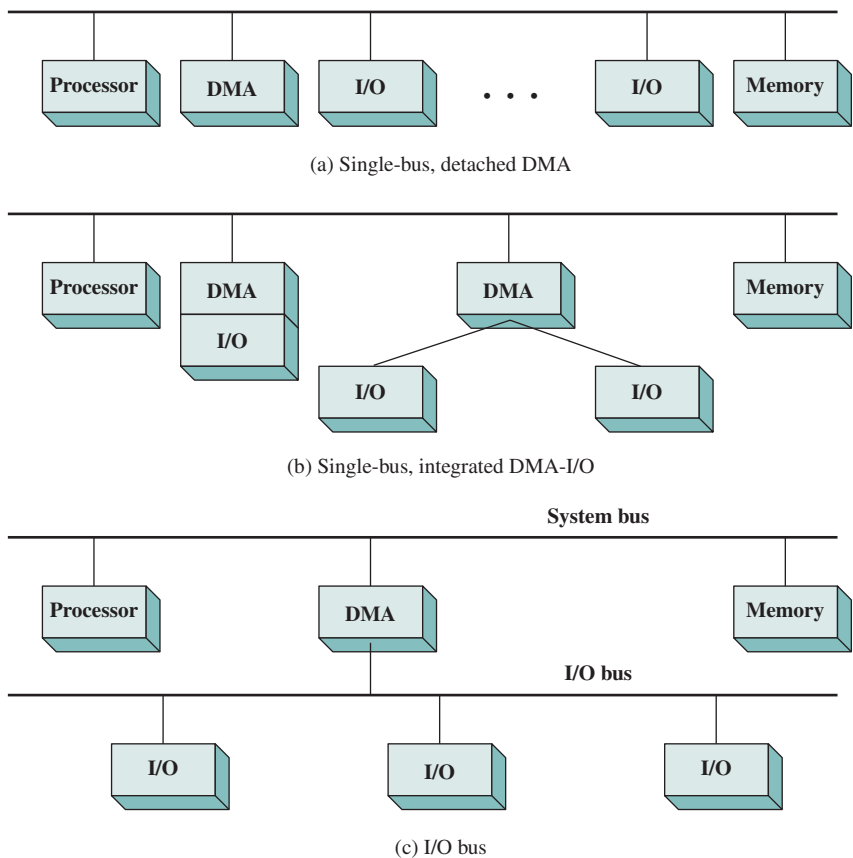 Processor
DMA
I/O
. . .
I/O
Memory
(a) Single-bus, detached DMA
Processor
DMA
I/O
DMA
Memory
I/O
I/O
(b) Single-bus, integrated DMA-I/O
System bus
Processor
DMA
Memory
I/O bus
I/O
I/O
I/O
(c) I/O bus